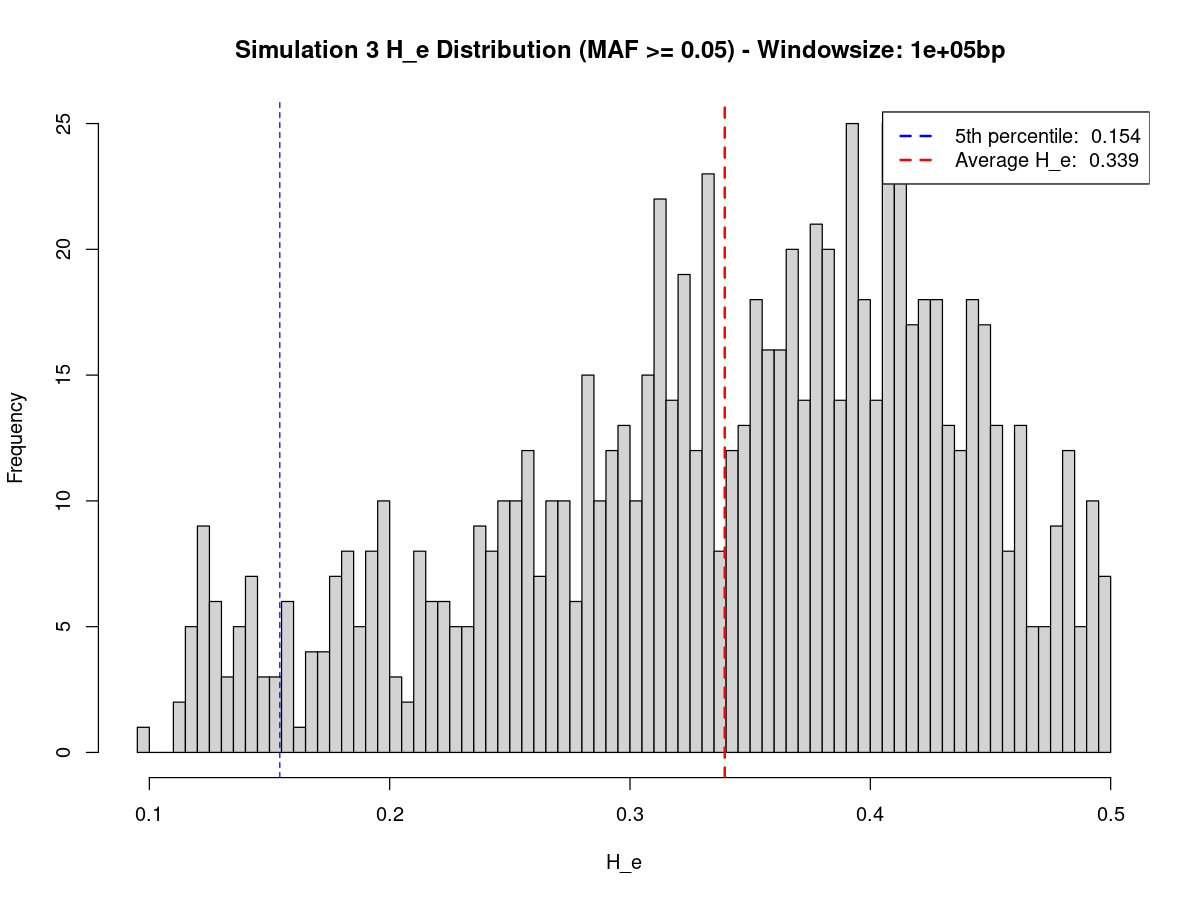 Simulation 3 H_e Distribution (MAF >= 0.05) - Windowsize: 1e+05bp
5th percentile: 0.154
Average H_e: 0.339
Frequency
25
20
15
10
5
0
0.1 0.2 0.3 0.4 0.5
H_e